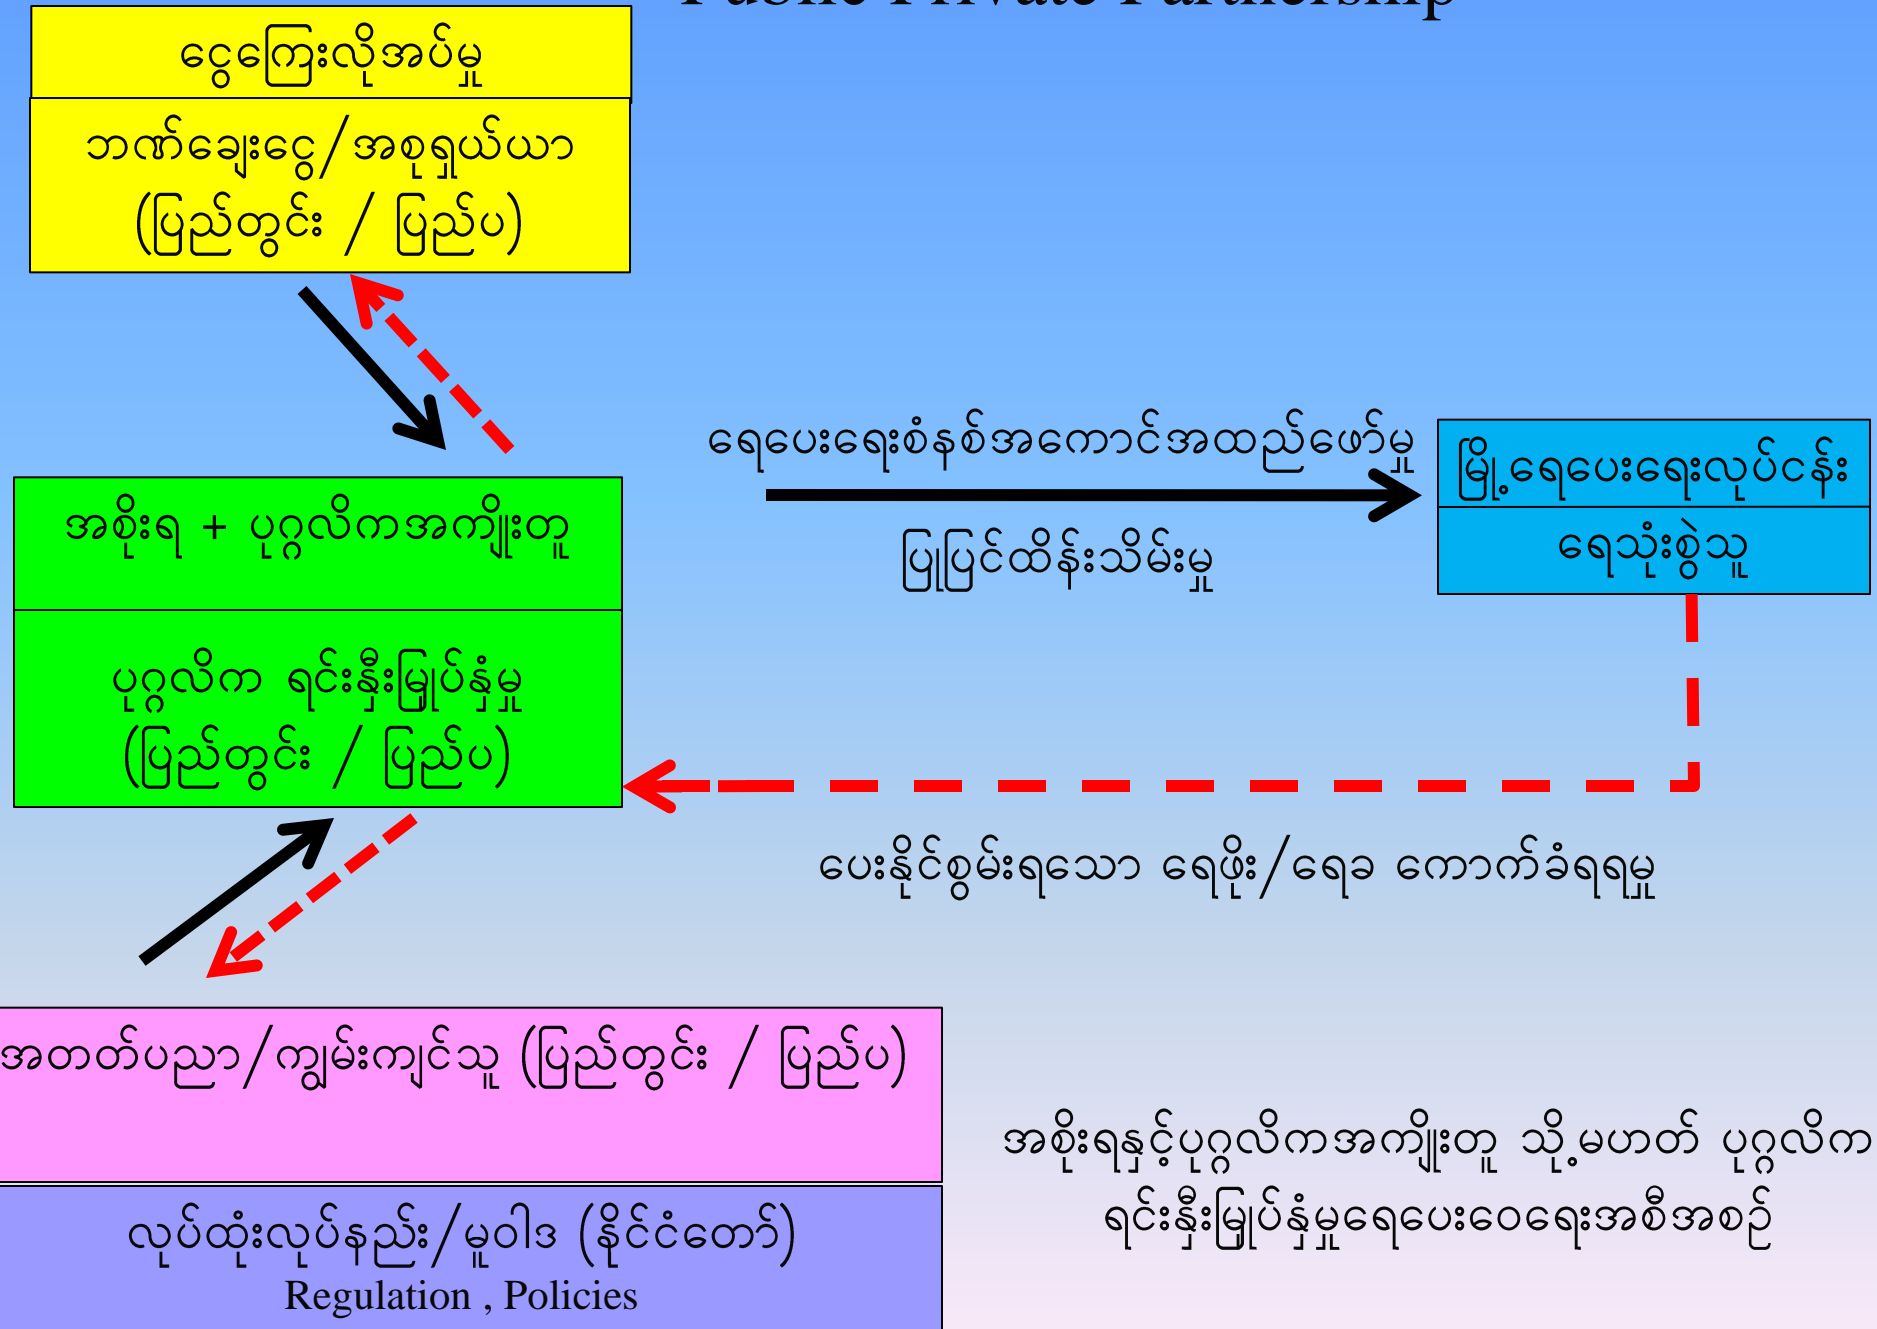 Public Private Partnership
ငွေကြေးလိုအပ်မှု
ဘဏ်ချေးငွေ/အစုရှယ်ယာ
(ပြည်တွင်း / ပြည်ပ)
ရေပေးရေးစံနစ်အကောင်အထည်ဖော်မှု
ပြုပြင်ထိန်းသိမ်းမှု
မြို့ရေပေးရေးလုပ်ငန်း
ရေသုံးစွဲသူ
အစိုးရ + ပုဂ္ဂလိကအကျိုးတူ
ပုဂ္ဂလိက ရင်းနှီးမြှုပ်နှံမှု
(ပြည်တွင်း / ပြည်ပ)
ပေးနိုင်စွမ်းရသော ရေဖိုး/ရေခ ကောက်ခံရရမှု
အတတ်ပညာ/ကျွမ်းကျင်သူ (ပြည်တွင်း / ပြည်ပ)
လုပ်ထုံးလုပ်နည်း/မူဝါဒ (နိုင်ငံတော်)
Regulation , Policies
အစိုးရနှင့်ပုဂ္ဂလိကအကျိုးတူ သို့မဟတ် ပုဂ္ဂလိက
ရင်းနှီးမြှုပ်နှံမှုရေပေးဝေရေးအစီအစဉ်